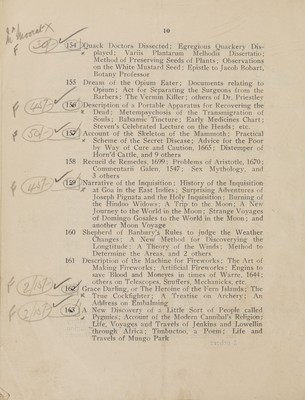 10
154 Quack Doctors Dissected; Egregious Quackery Dis-
played; Variis Plantarum Methodis Dissertatio;
Method of Preserving Seeds of Plants; Observations
on the White Mustard Seed; Epistle to Jacob Bobart,
Botany Professor
155 Dream of the Opium Eater; Documents relating to
Opium; Act for Separating the Surgeons from the
Barbers; The Vermin Killer; others of Dr. Priestley
156 Description of a Portable Apparatus for Recovering the
Dead; Metempsychosis of the Transmigration of
Souls; Balsamic Tincture; Early Medicines Chart;
Steven's Celebrated Lecture on the Heads; etc.
157 Account of the Skeleton of the Mammoth; Practical
Scheme of the Secret Disease; Advice for the Poor
by Way of Cure and Caution, 1665; Distemper of
Horn'd Cattle, and 9 others
158 Recueil de Remedes, 1699; Problems of Aristotle, 1670;
Commentarii Galen, 1547; Sex Mythology, and
3 others
159 Narrative of the Inquisition; History of the Inquisition
at Goa in the East Indies; Surprising Adventures of
Joseph Pignata and the Holy Inquisition; Burning of
the Hindoo Widows; A Trip to the Moon; A New
Journey to the World in the Moon; Strange Voyages
of Domingo Gosales to the World in the Moon; and
another Moon Voyage
160 Shepherd of Banbury's Rules to judge the Weather
Changes; A New Method for Discovering the
Longitude; A Theory of the Winds; Method to
Determine the Areas, and 2 others
161 Description of the Machine for Fireworks; The Art of
Making Fireworks; Artificial Fireworks; Engins to
save Blood and Moneyes in times of Warre, 1644;
others on Telescopes, Snuffers, Mechanicks, etc.
162 Grace Darling, or The Heroine of the Fern Islands; The
True Cockfighter; A Treatise on Archery; An
Address on Embalming
163 A New Discovery of a Little Sort of People called
Pygmies; Account of the Modern Cannibal's Religion;
Life, Voyages and Travels of Jenkins and Lowellin
through Africa; Timbuctoo, a Poem; Life and
Travels of Mungo Park